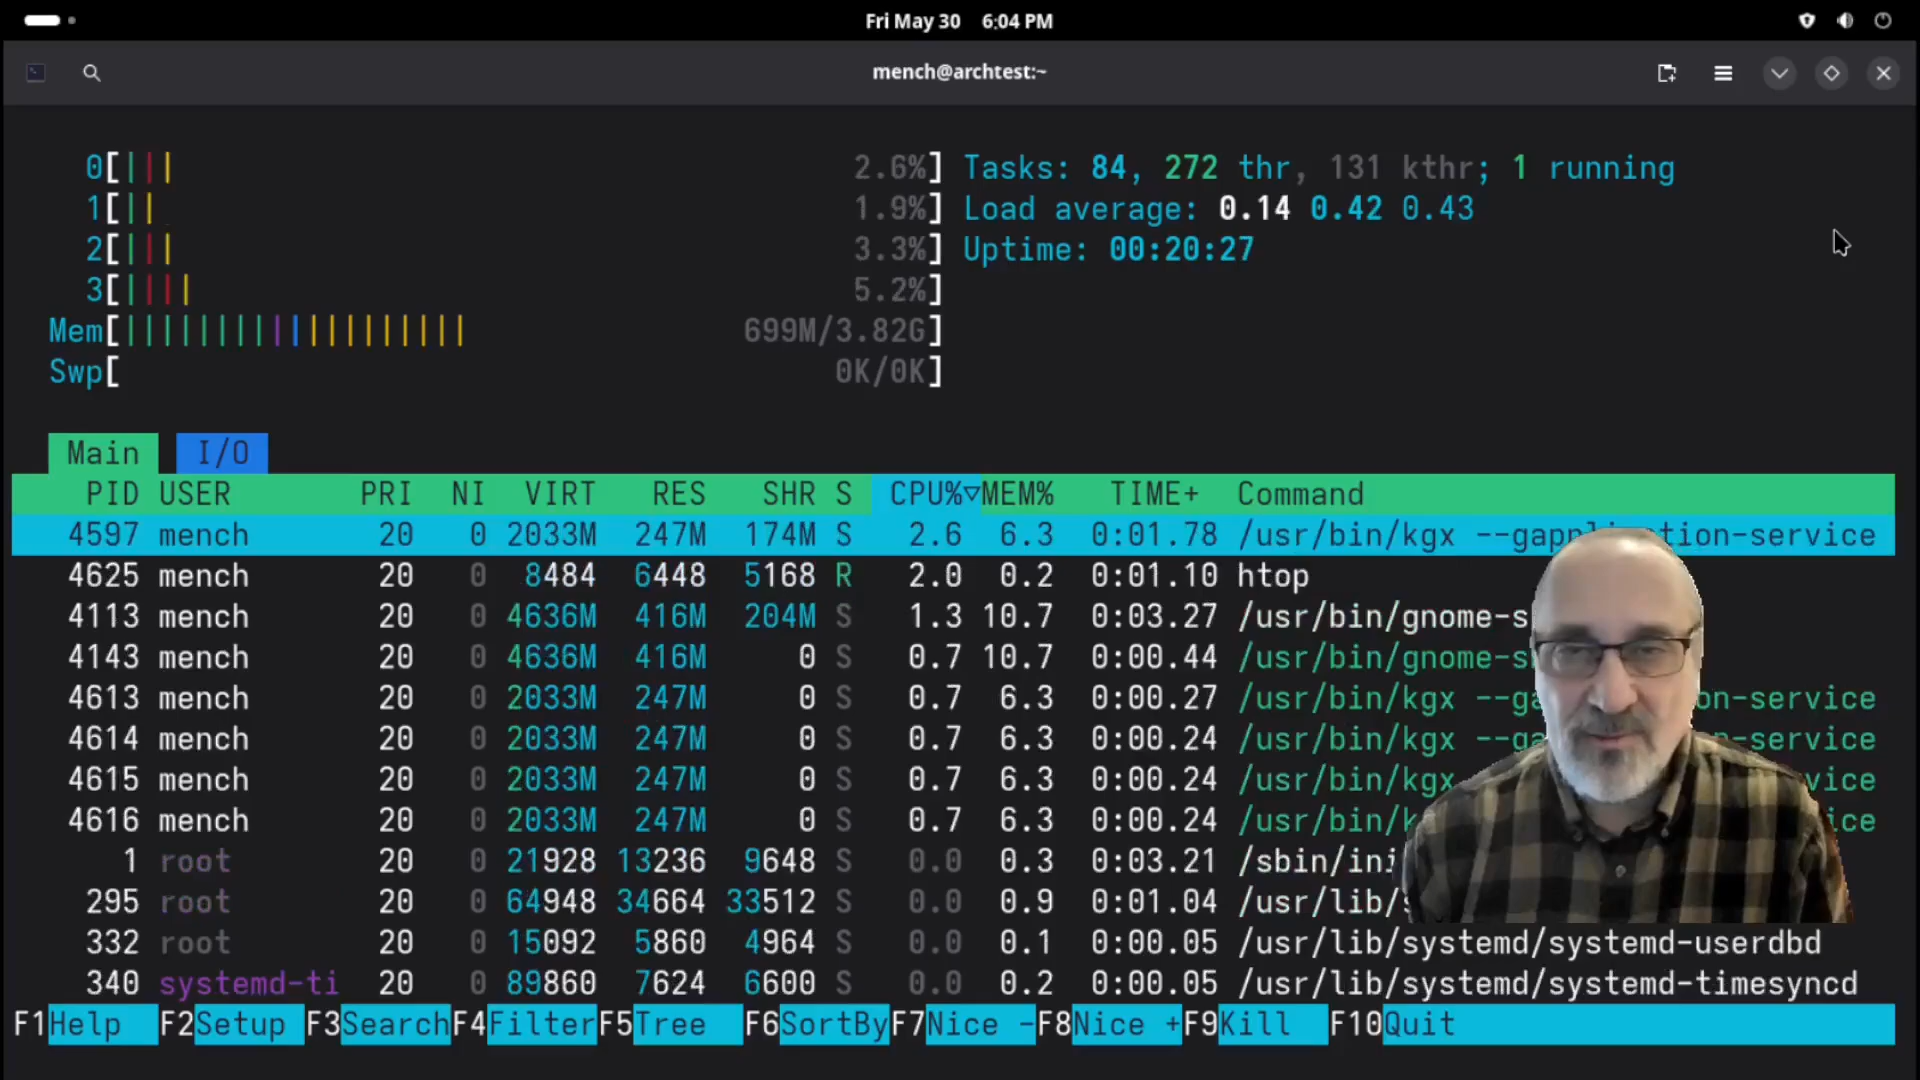 Fri May 30 6:04 PM
mench@archtest:~
0[||| 2.6%] Tasks: 84, 272 thr, 131 kthr; 1 running
1[|| 1.9%] Load average: 0.14 0.42 0.43
2[||| 3.3%] Uptime: 00:20:27
3[|||| 5.2%]
Mem[||||||||||||||||||| 699M/3.82G]
Swp[ 0K/0K]
Main I/O
PID USER PRI NI VIRT RES SHR S CPU%▽MEM% TIME+ Command
4597 mench 20 0 2033M 247M 174M S 2.6 6.3 0:01.78 /usr/bin/kgx --gapplication-service
4625 mench 20 0 8484 6448 5168 R 2.0 0.2 0:01.10 htop
4113 mench 20 0 4636M 416M 204M S 1.3 10.7 0:03.27 /usr/bin/gnome-s
4143 mench 20 0 4636M 416M 0 S 0.7 10.7 0:00.44 /usr/bin/gnome-s
4613 mench 20 0 2033M 247M 0 S 0.7 6.3 0:00.27 /usr/bin/kgx --ga on-service
4614 mench 20 0 2033M 247M 0 S 0.7 6.3 0:00.24 /usr/bin/kgx --ga n-service
4615 mench 20 0 2033M 247M 0 S 0.7 6.3 0:00.24 /usr/bin/kgx -service
4616 mench 20 0 2033M 247M 0 S 0.7 6.3 0:00.24 /usr/bin/k ice
1 root 20 0 21928 13236 9648 S 0.0 0.3 0:03.21 /sbin/ini
295 root 20 0 64948 34664 33512 S 0.0 0.9 0:01.04 /usr/lib/s
332 root 20 0 15092 5860 4964 S 0.0 0.1 0:00.05 /usr/lib/systemd/systemd-userdbd
340 systemd-ti 20 0 89860 7624 6600 S 0.0 0.2 0:00.05 /usr/lib/systemd/systemd-timesyncd
F1Help F2Setup F3SearchF4FilterF5Tree F6SortByF7Nice -F8Nice +F9Kill F10Quit